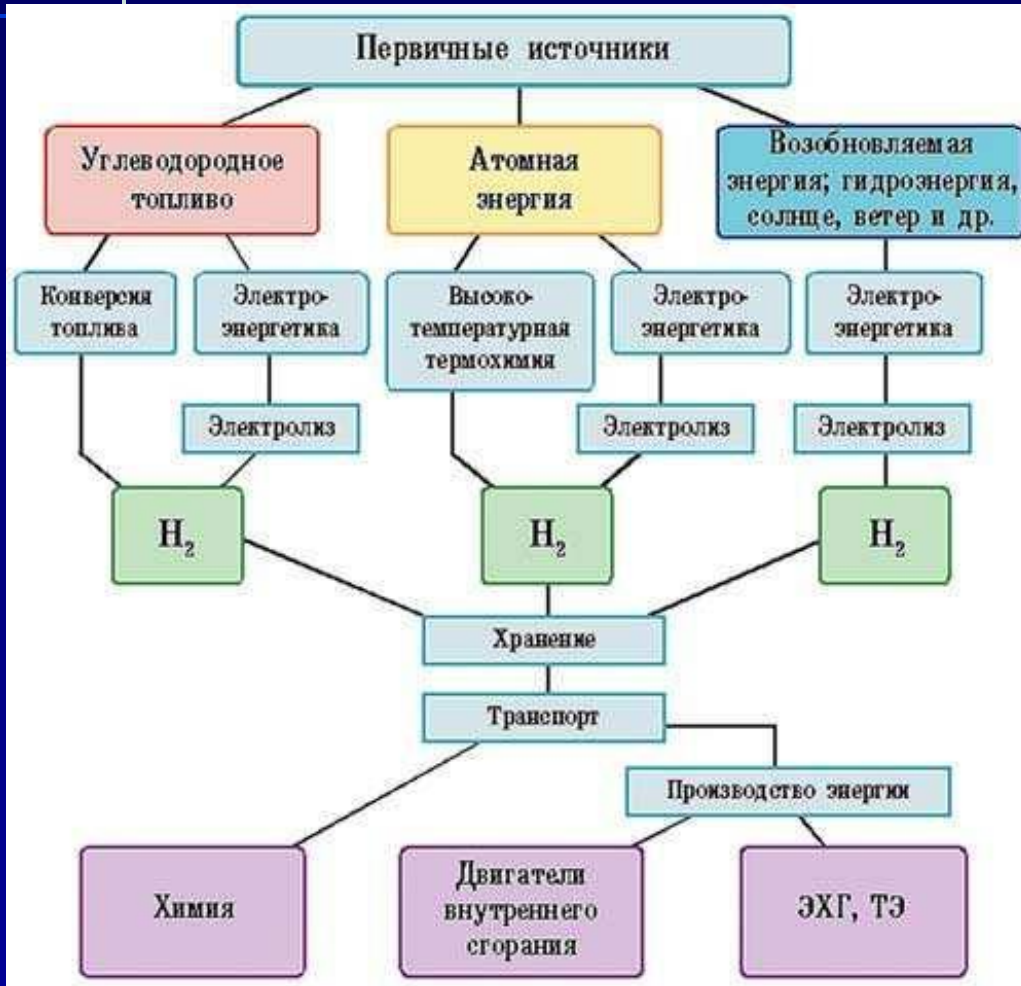 Первичные источники
Углеводородное
топливо
Атомная
энергия
Возобновляемая
энергия; гидроэнергия,
солнце, ветер и др.
Конверсия
топлива
Электро-
энергетика
Высоко-
температурная
термохимия
Электро-
энергетика
Электро-
энергетика
Электролиз
Электролиз
Электролиз
H₂
H₂
H₂
Хранение
Транспорт
Производство энергии
Химия
Двигатели
внутреннего
сгорания
ЭХГ, ТЭ